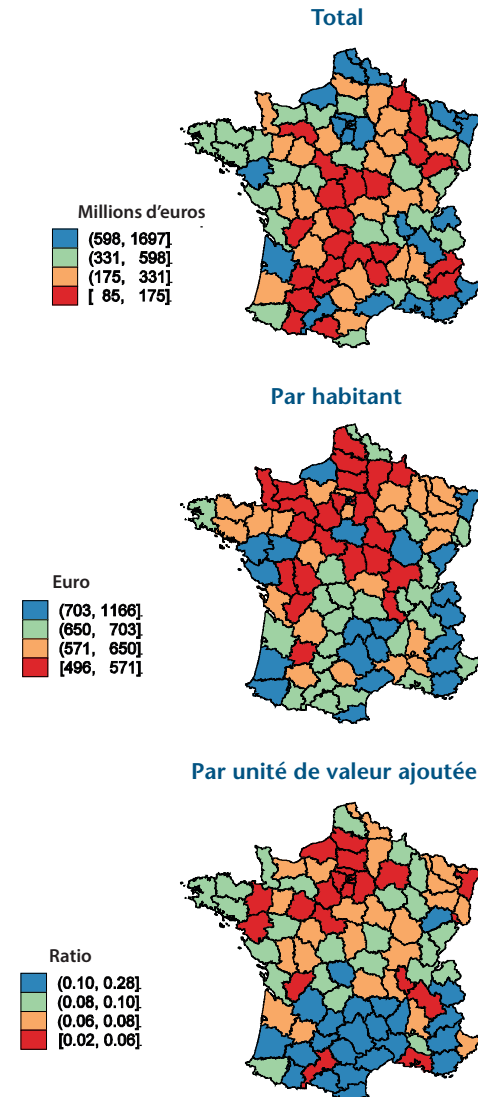 Total
Millions d'euros
(598, 1697]
(331, 598]
(175, 331]
[ 85, 175]
Par habitant
Euro
(703, 1166]
(650, 703]
(571, 650]
[496, 571]
Par unité de valeur ajoutée
Ratio
(0.10, 0.28]
(0.08, 0.10]
(0.06, 0.08]
[0.02, 0.06]